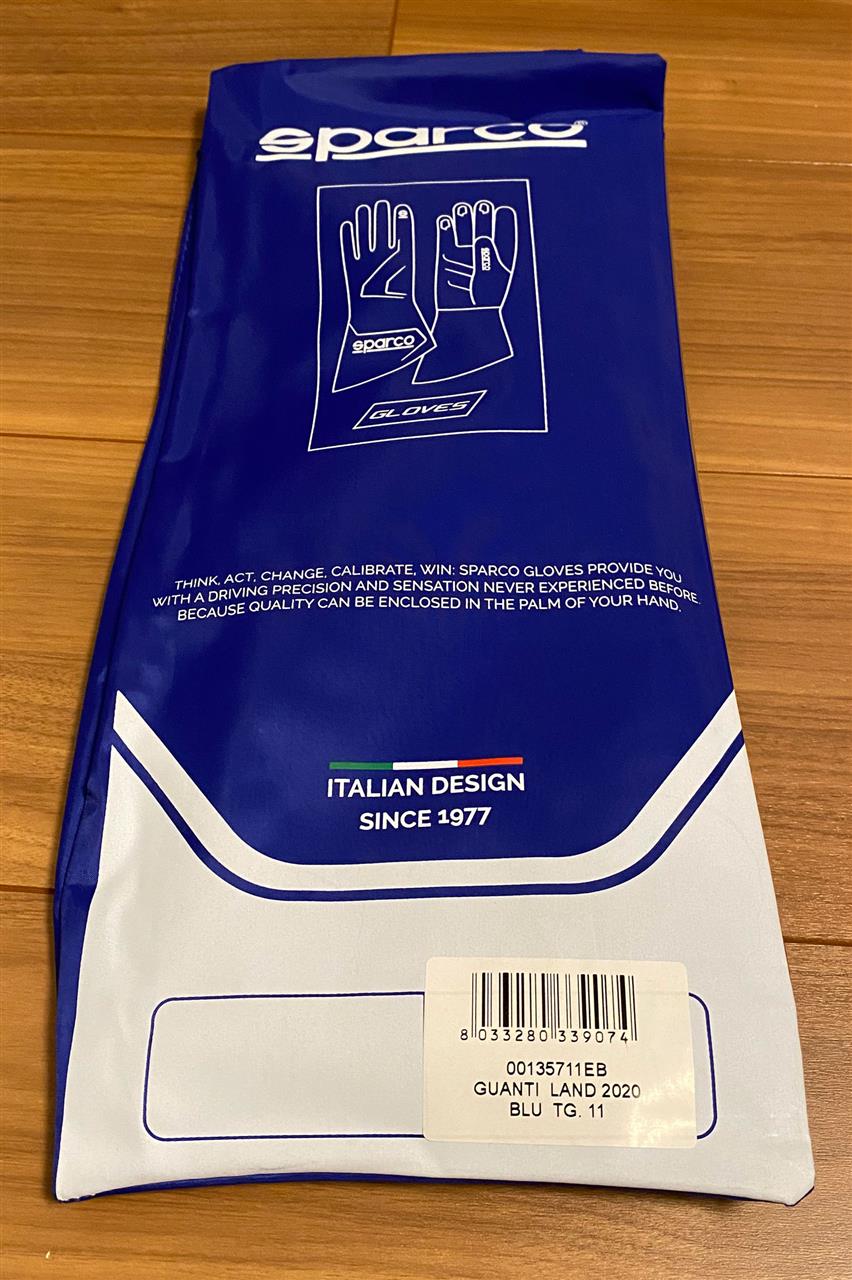 sparco
sparco
sparco
GLOVES
THINK, ACT, CHANGE, CALIBRATE, WIN: SPARCO GLOVES PROVIDE YOU
WITH A DRIVING PRECISION AND SENSATION NEVER EXPERIENCED BEFORE.
BECAUSE QUALITY CAN BE ENCLOSED IN THE PALM OF YOUR HAND.
ITALIAN DESIGN
SINCE 1977
8 033280 339074
00135711EB
GUANTI LAND 2020
BLU TG. 11